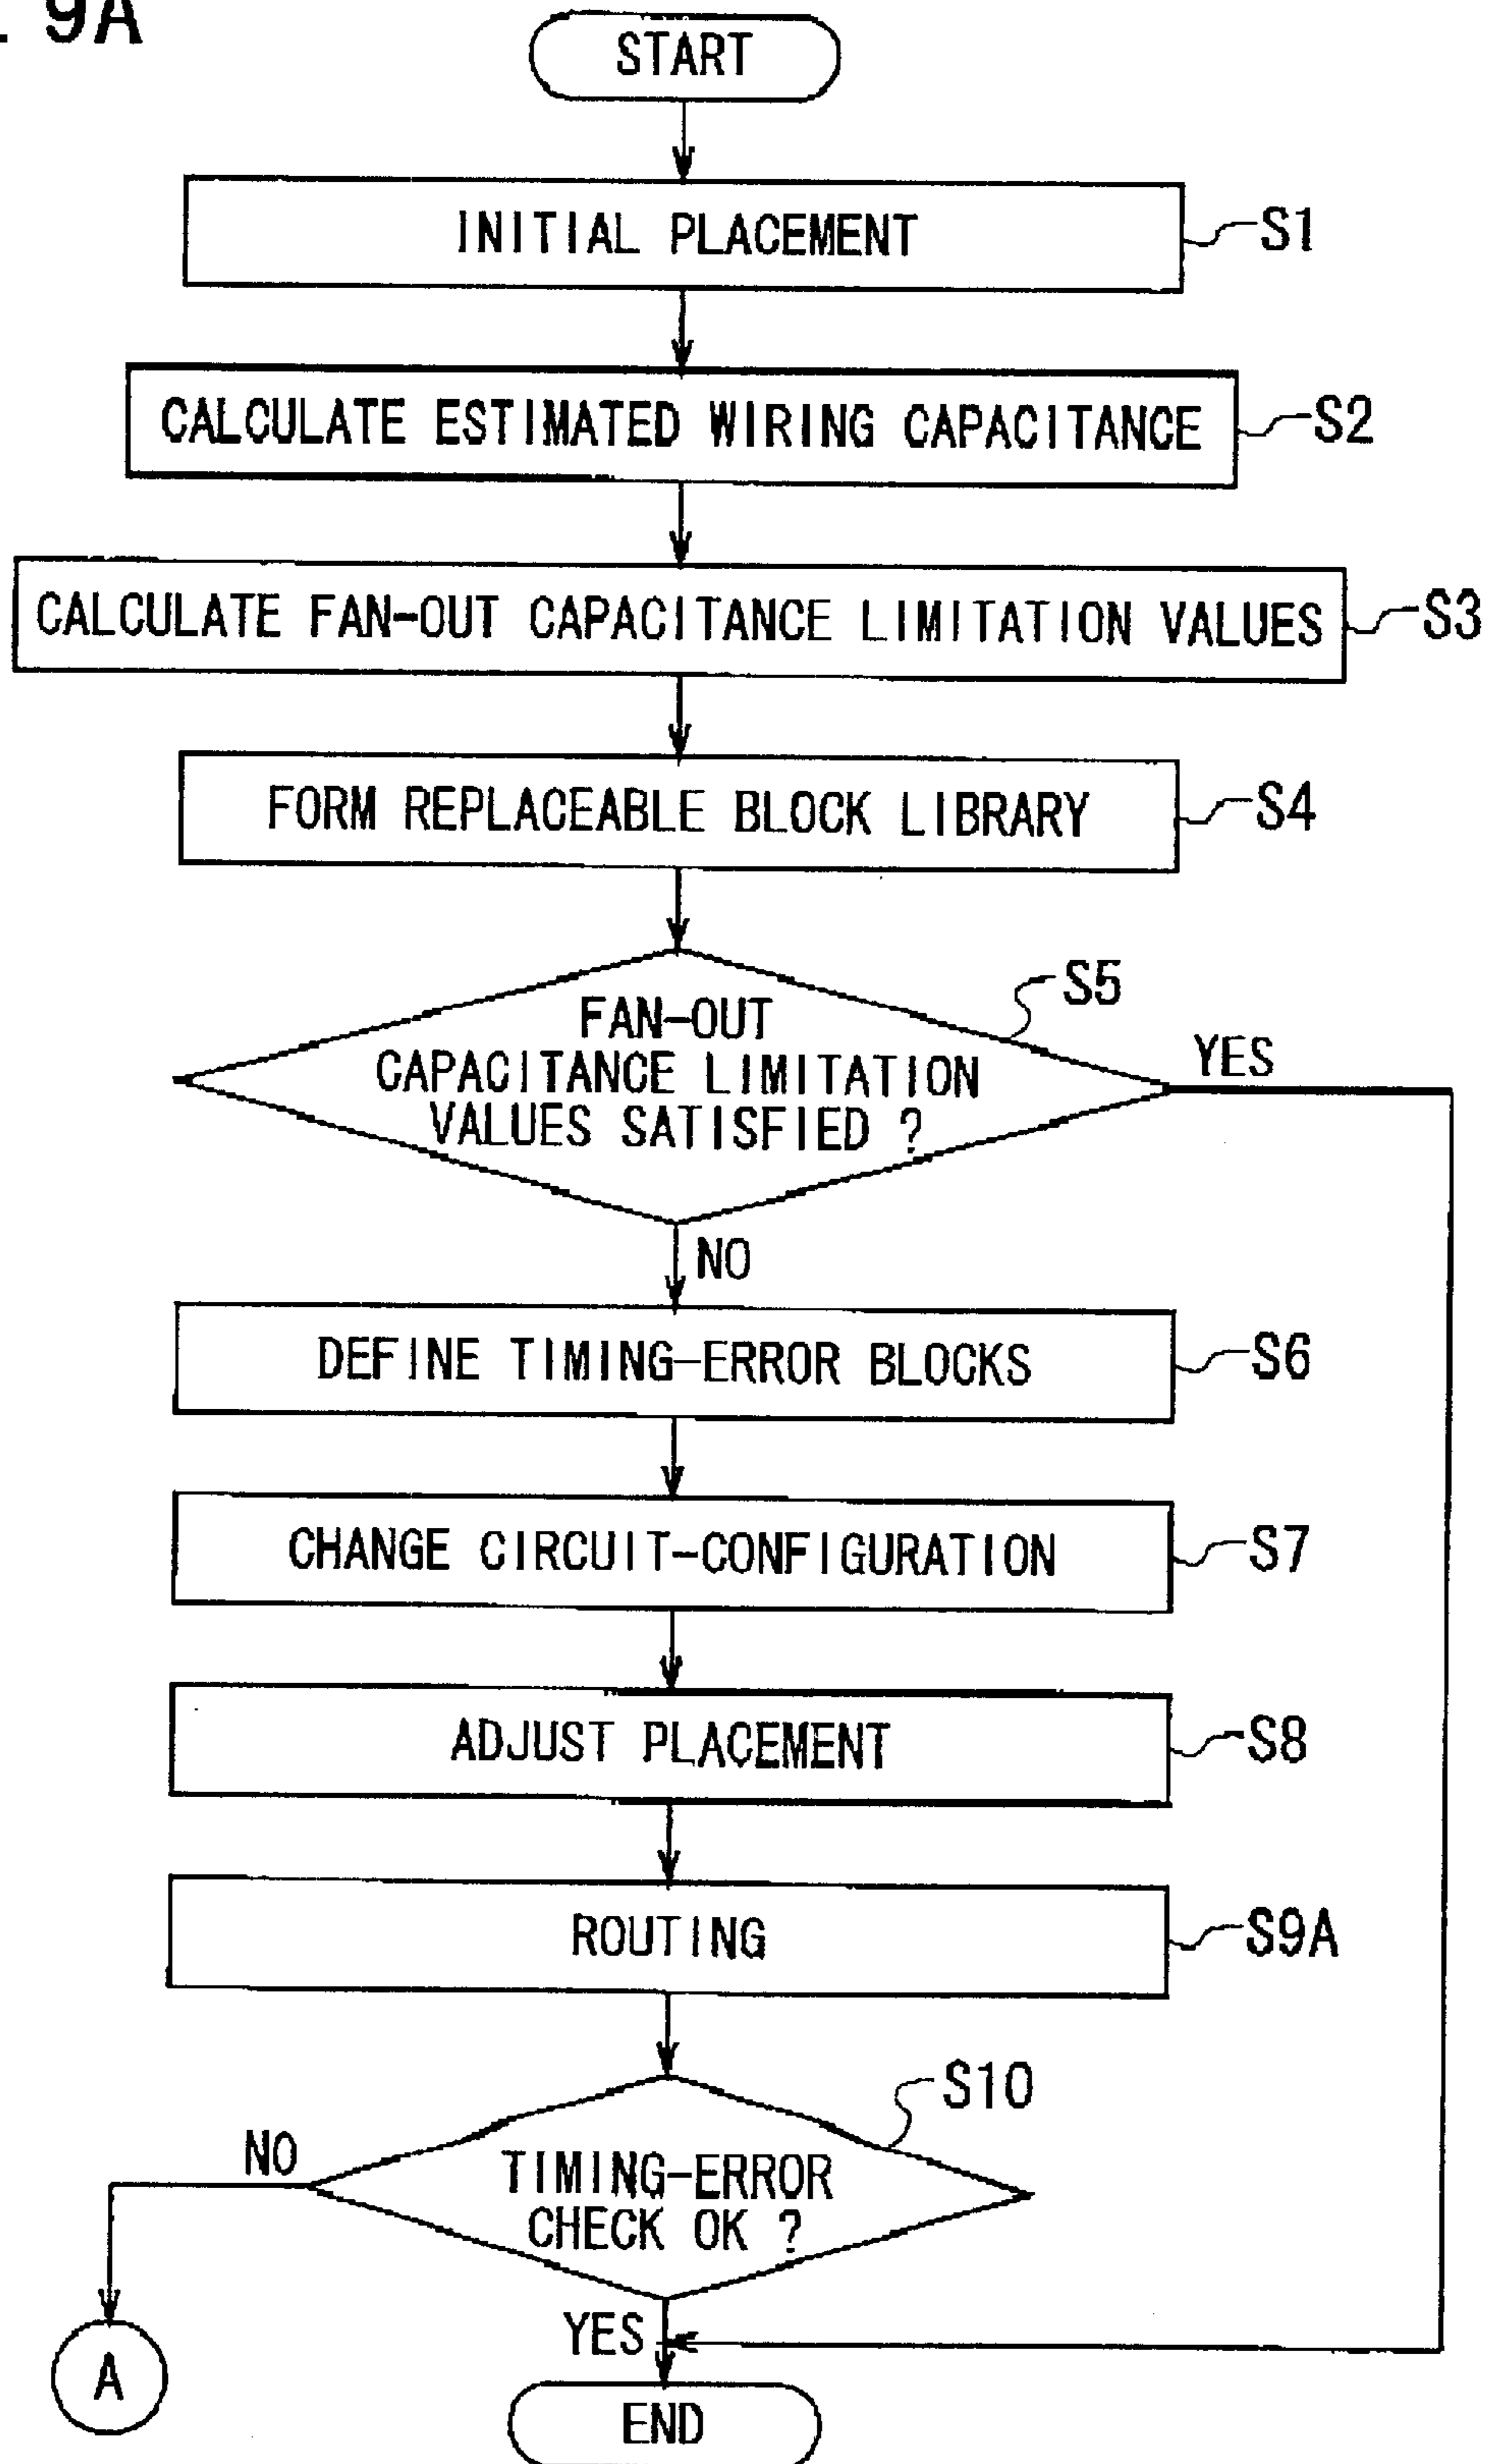 9A
START
INITIAL PLACEMENT
S1
CALCULATE ESTIMATED WIRING CAPACITANCE
S2
CALCULATE FAN-OUT CAPACITANCE LIMITATION VALUES
S3
FORM REPLACEABLE BLOCK LIBRARY
S4
S5
FAN-OUT
CAPACITANCE LIMITATION
VALUES SATISFIED ?
YES
NO
DEFINE TIMING-ERROR BLOCKS
S6
CHANGE CIRCUIT-CONFIGURATION
S7
ADJUST PLACEMENT
S8
ROUTING
S9A
S10
NO
TIMING-ERROR
CHECK OK ?
YES
A
END